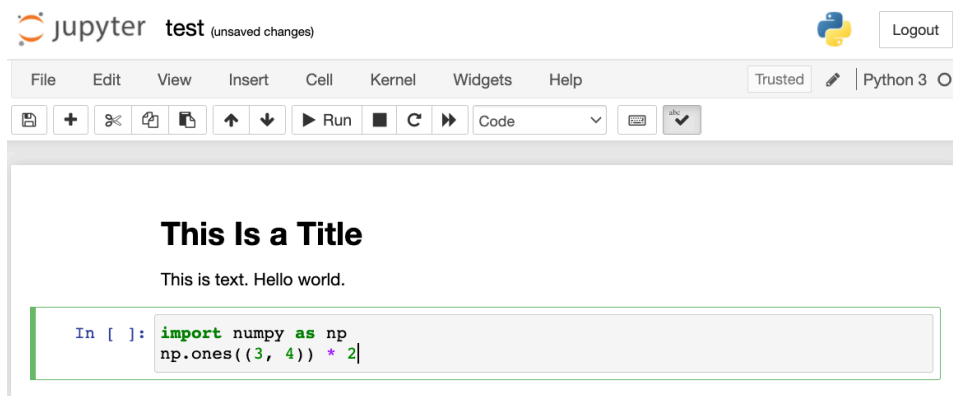 jupyter test (unsaved changes) Logout
File Edit View Insert Cell Kernel Widgets Help Trusted Python 3
Run Code abc
This Is a Title
This is text. Hello world.
In [ ]: import numpy as np
np.ones((3, 4)) * 2